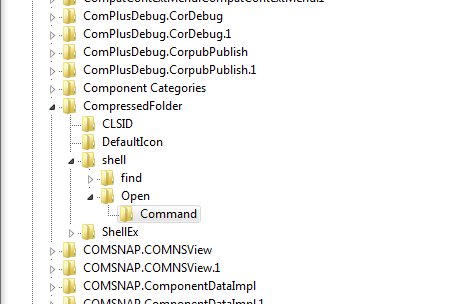 ComPlusDebug.CorDebug
ComPlusDebug.CorDebug.1
ComPlusDebug.CorpubPublish
ComPlusDebug.CorpubPublish.1
Component Categories
CompressedFolder
CLSID
DefaultIcon
shell
find
Open
Command
ShellEx
COMSNAP.COMNSView
COMSNAP.COMNSView.1
COMSNAP.ComponentDataImpl
COMSNAP.ComponentDataImpl.1